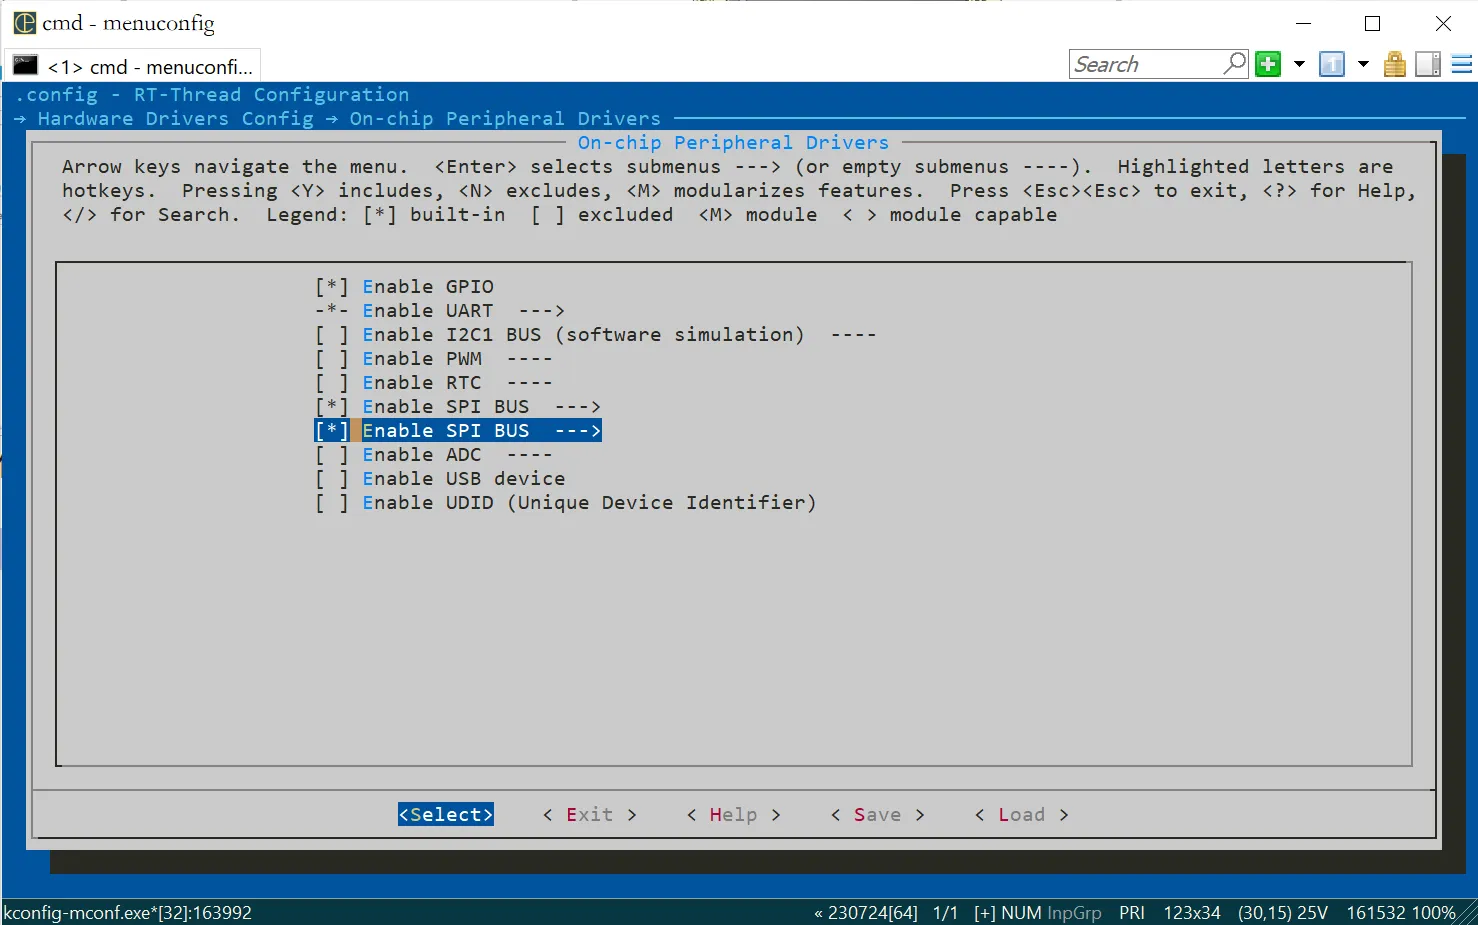 cmd - menuconfig
<1> cmd - menuconfi...
Search
1
.config - RT-Thread Configuration
→ Hardware Drivers Config → On-chip Peripheral Drivers
On-chip Peripheral Drivers
Arrow keys navigate the menu.  <Enter> selects submenus ---> (or empty submenus ----).  Highlighted letters are
hotkeys.  Pressing <Y> includes, <N> excludes, <M> modularizes features.  Press <Esc><Esc> to exit, <?> for Help,
</> for Search.  Legend: [*] built-in  [ ] excluded  <M> module  < > module capable
[*] Enable GPIO
-*- Enable UART  --->
[ ] Enable I2C1 BUS (software simulation)  ----
[ ] Enable PWM  ----
[ ] Enable RTC  ----
[*] Enable SPI BUS  --->
[*] Enable SPI BUS  --->
[ ] Enable ADC  ----
[ ] Enable USB device
[ ] Enable UDID (Unique Device Identifier)
<Select>    < Exit >    < Help >    < Save >    < Load >
kconfig-mconf.exe*[32]:163992    « 230724[64]  1/1  [+] NUM InpGrp  PRI  123x34  (30,15) 25V  161532 100%